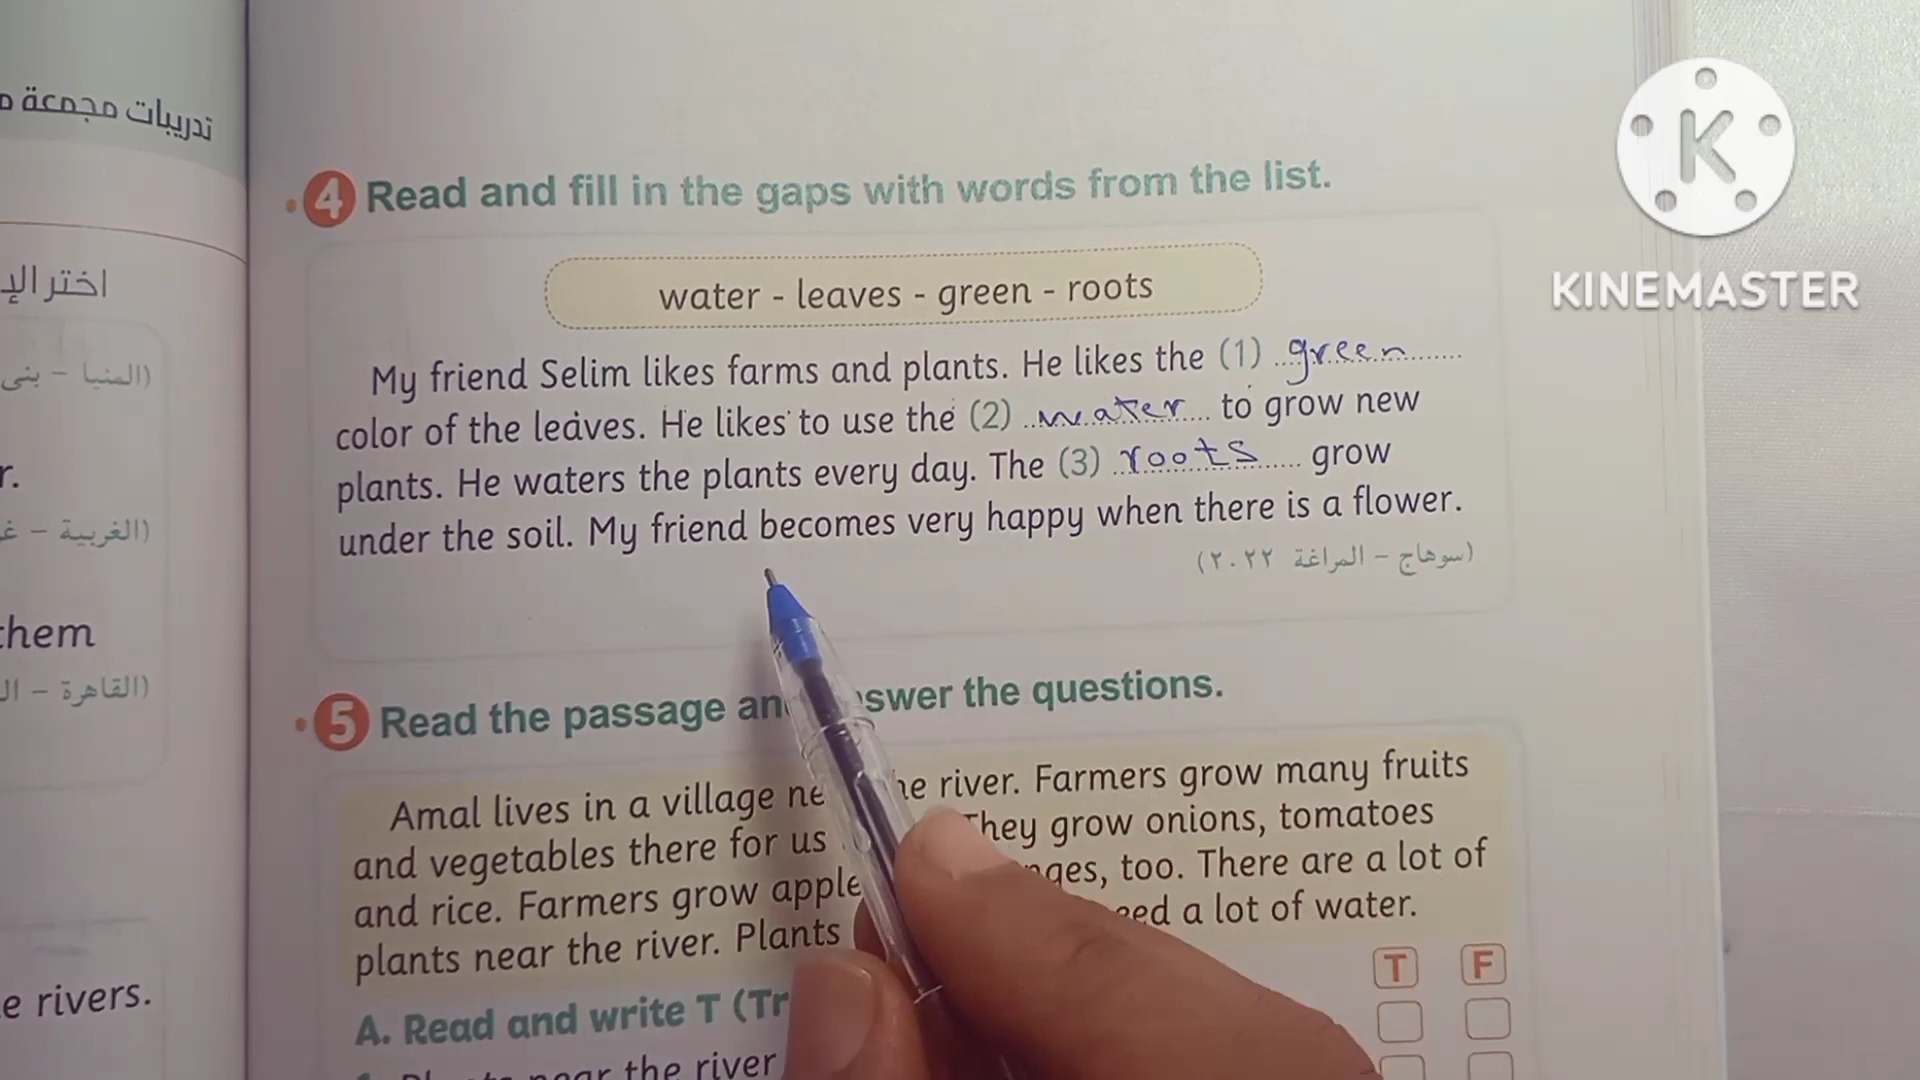 تدريبات مجمعة
اختر
(المنيا - بنى
r.
(الغربية -
them
(القاهرة -
e rivers.
4 Read and fill in the gaps with words from the list.
water - leaves - green - roots
My friend Selim likes farms and plants. He likes the (1) green
color of the leaves. He likes to use the (2) water to grow new
plants. He waters the plants every day. The (3) roots grow
under the soil. My friend becomes very happy when there is a flower.
(سوهاج - المراغة ٢٠٢٢)
5 Read the passage an swer the questions.
Amal lives in a village ne he river. Farmers grow many fruits
and vegetables there for us They grow onions, tomatoes
and rice. Farmers grow apple nges, too. There are a lot of
plants near the river. Plants eed a lot of water.
T F
A. Read and write T (Tr
near the river
K
KINEMASTER